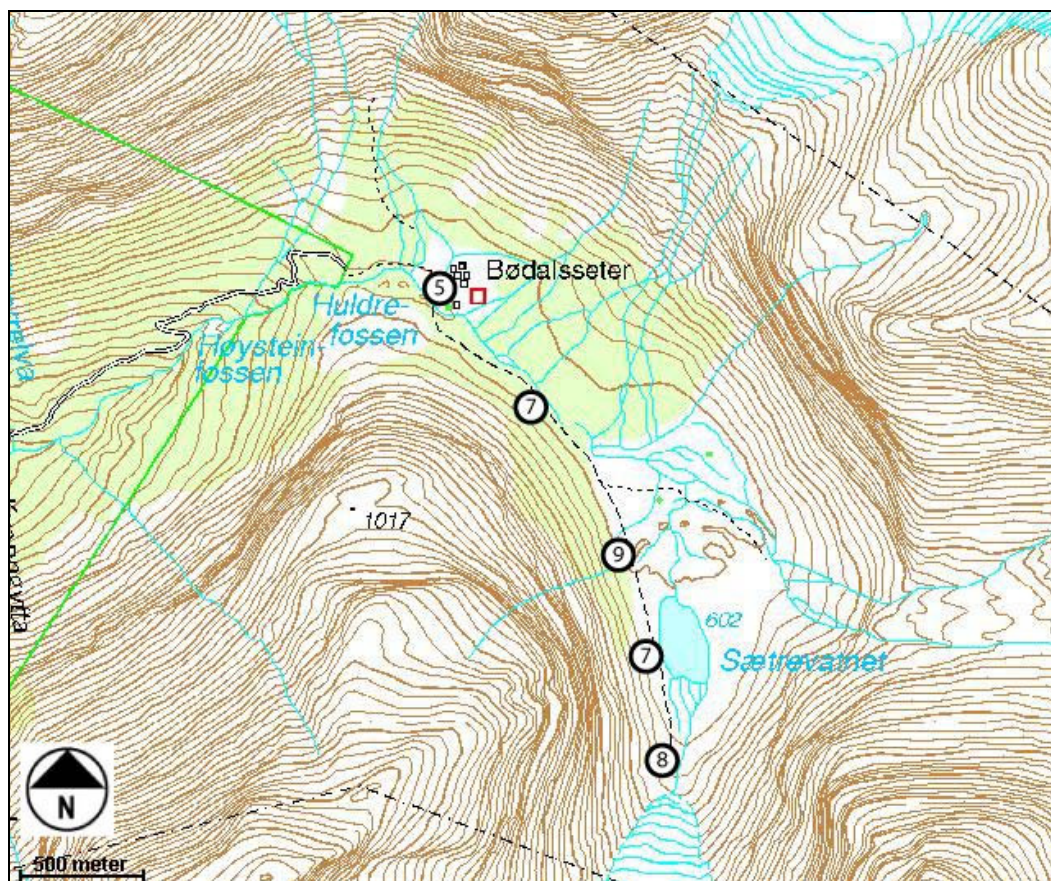 Bødalsseter
5
Huldre-
fossen
Høystein-
fossen
7
1017
9
602
7
Sætrevatnet
8
N
500 meter